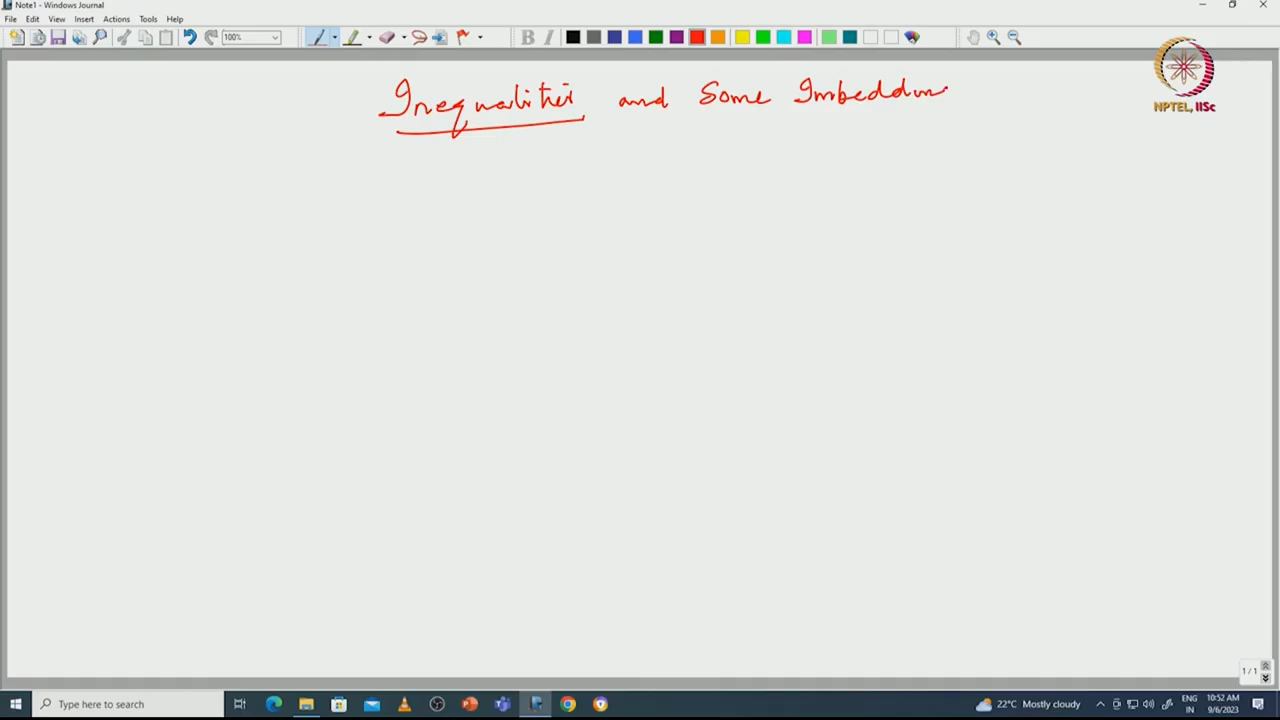 Note1 - Windows Journal
File Edit View Insert Actions Tools Help
100%
Inequalities and Some Imbeddin
NPTEL, IISc
1 / 1
Type here to search
22°C Mostly cloudy
ENG
IN
10:52 AM
9/6/2023